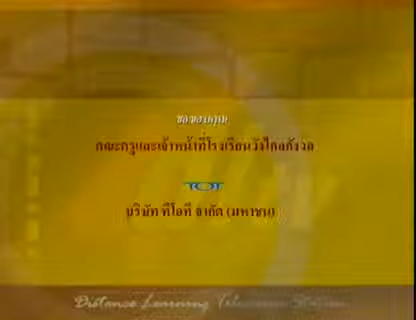 ขอขอบคุณ
คณะครูและเจ้าหน้าที่โรงเรียนวังไกลกังวล
TOT
บริษัท ทีโอที จำกัด (มหาชน)
Distance Learning Television Station